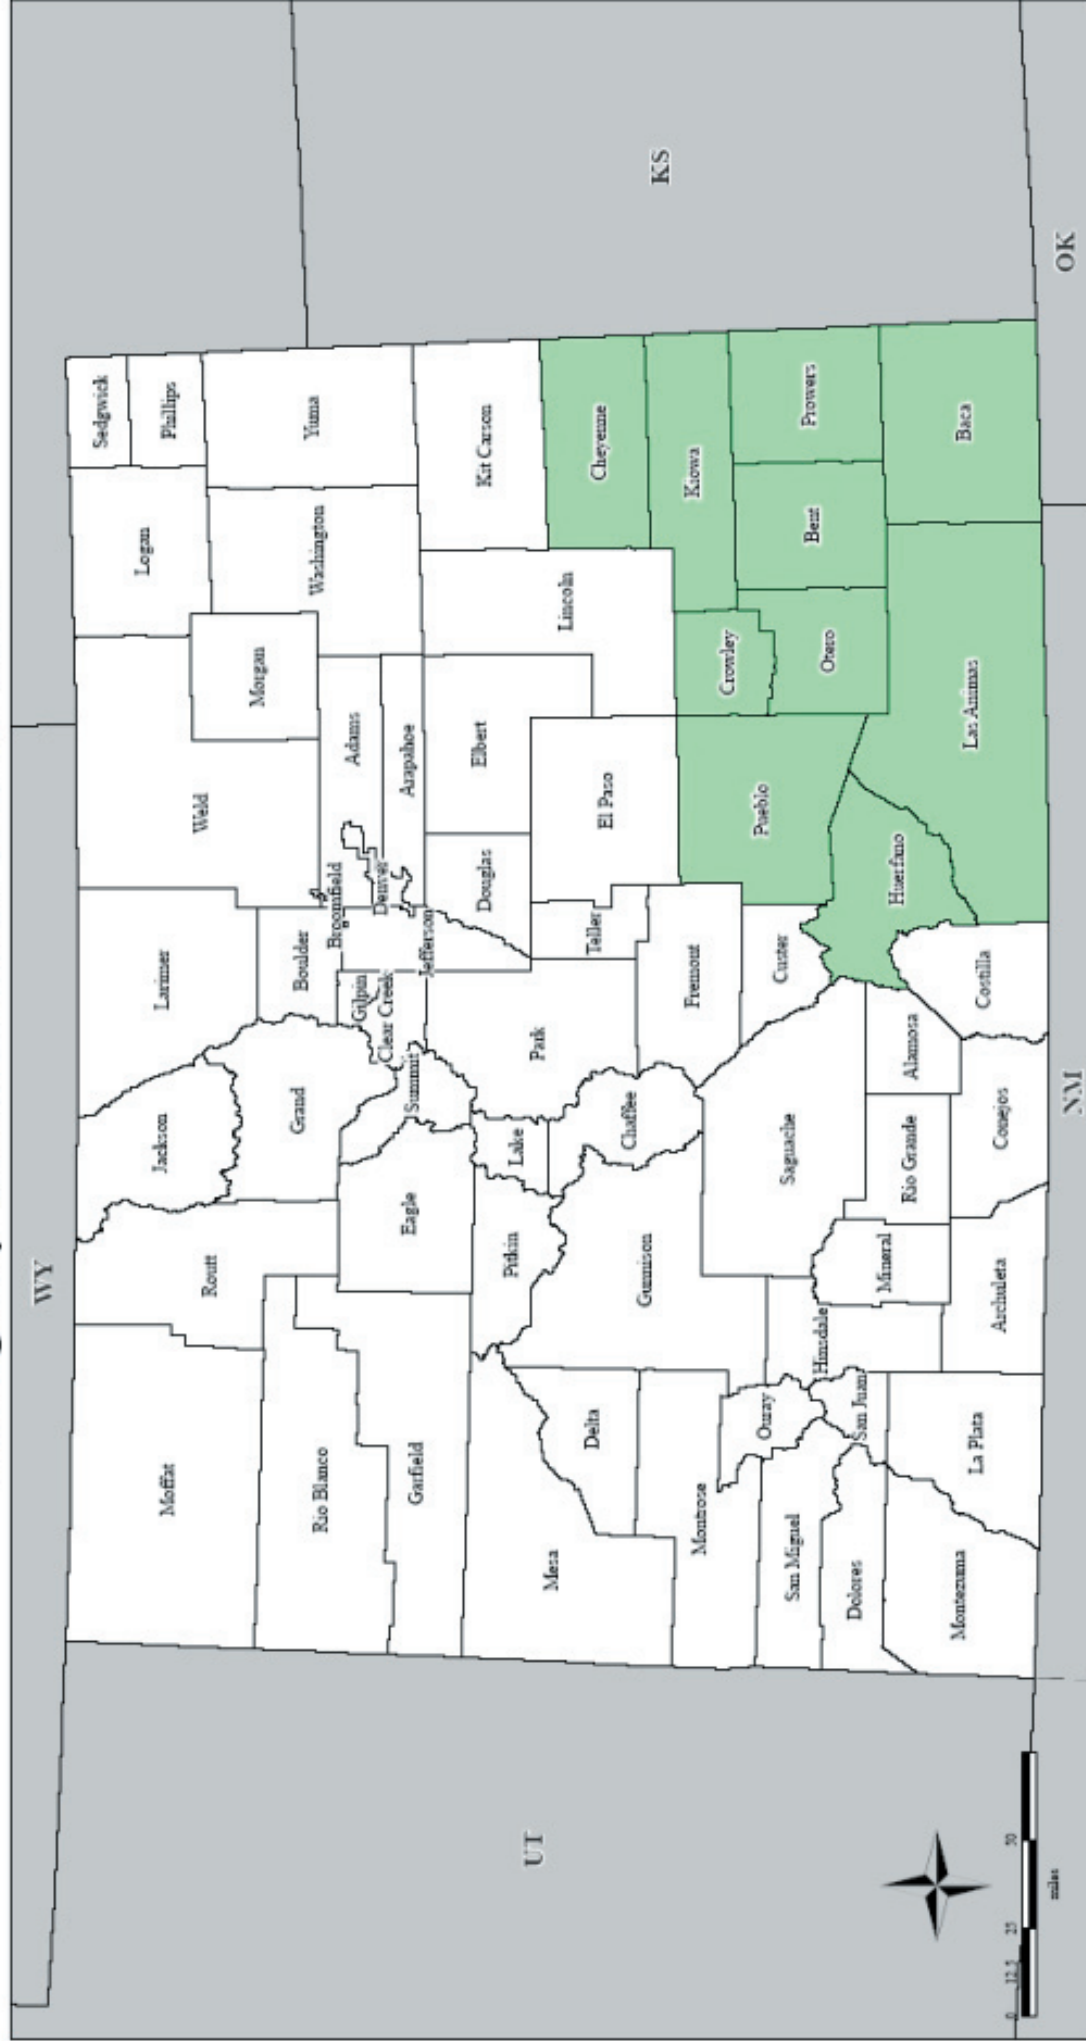 WY
Moffat
Routt
Jackson
Larimer
Weld
Logan
Sedgwick
Phillips
Morgan
Rio Blanco
Grand
Boulder
Broomfield
Washington
Yuma
Garfield
Eagle
Summit
Gilpin
Clear Creek
Jefferson
Denver
Adams
Arapahoe
Mesa
Pitkin
Lake
Park
Douglas
Elbert
Kit Carson
Delta
Gunnison
Chaffee
Teller
El Paso
Lincoln
Cheyenne
KS
UT
Montrose
Fremont
Kiowa
Ouray
Saguache
Custer
Pueblo
Crowley
San Miguel
Hinsdale
Otero
Bent
Prowers
Dolores
San Juan
Mineral
Rio Grande
Alamosa
Huerfano
Montezuma
La Plata
Archuleta
Conejos
Costilla
Las Animas
Baca
0 12.5 25 50
miles
NM
OK